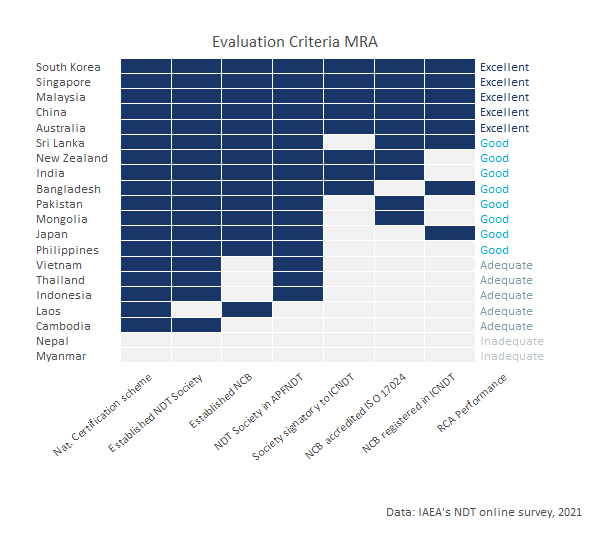 Evaluation Criteria MRA
South Korea Excellent
Singapore Excellent
Malaysia Excellent
China Excellent
Australia Excellent
Sri Lanka Good
New Zealand Good
India Good
Bangladesh Good
Pakistan Good
Mongolia Good
Japan Good
Philippines Good
Vietnam Adequate
Thailand Adequate
Indonesia Adequate
Laos Adequate
Cambodia Adequate
Nepal Inadequate
Myanmar Inadequate
Nat. Certification scheme
Established NDT Society
Established NCB
NDT Society in APFNDT
Society signatory to ICNDT
NCB accredited ISO 17024
NCB registered in ICNDT
RCA Performance
Data: IAEA's NDT online survey, 2021